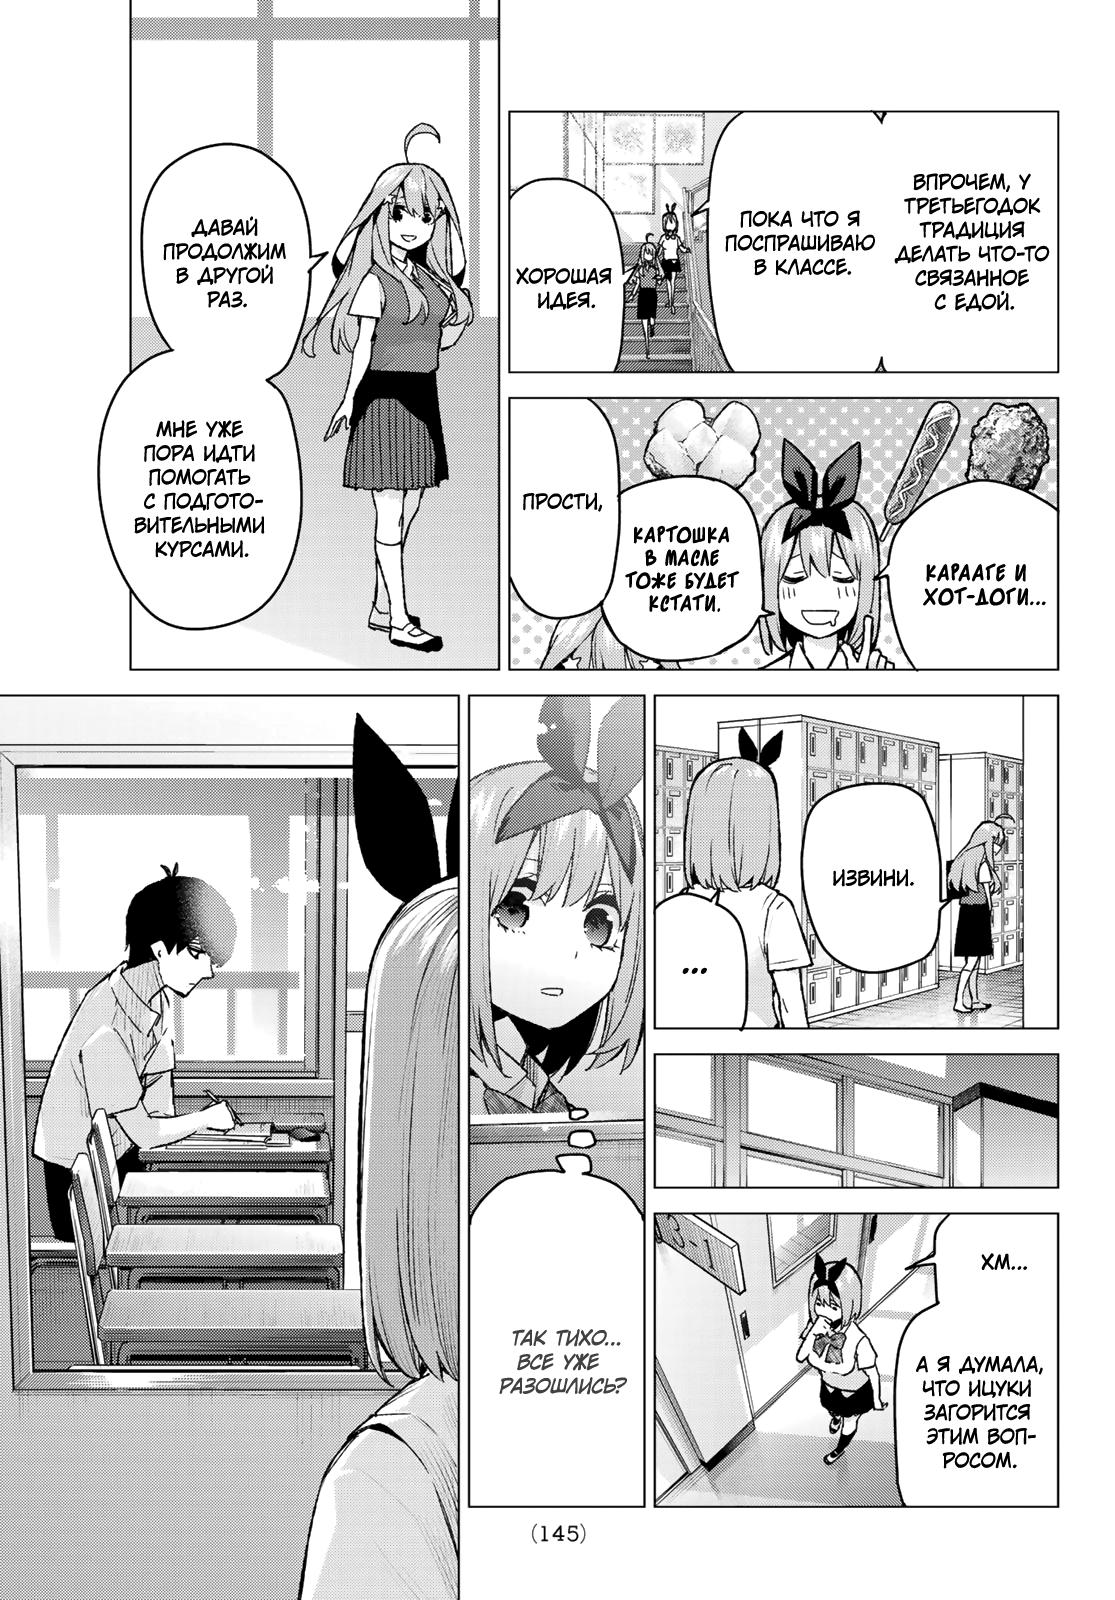 ВПРОЧЕМ, У
ТРЕТЬЕГОДОК
ТРАДИЦИЯ
ДЕЛАТЬ ЧТО-ТО
СВЯЗАННОЕ
С ЕДОЙ.
ПОКА ЧТО Я
ПОСПРАШИВАЮ
В КЛАССЕ.
ХОРОШАЯ
ИДЕЯ.
КАРААГЕ И
ХОТ-ДОГИ...
КАРТОШКА
В МАСЛЕ
ТОЖЕ БУДЕТ
КСТАТИ.
ПРОСТИ,
ДАВАЙ
ПРОДОЛЖИМ
В ДРУГОЙ
РАЗ.
МНЕ УЖЕ
ПОРА ИДТИ
ПОМОГАТЬ
С ПОДГОТО-
ВИТЕЛЬНЫМИ
КУРСАМИ.
ИЗВИНИ.
...
3-1
ХМ...
А Я ДУМАЛА,
ЧТО ИЦУКИ
ЗАГОРИТСЯ
ЭТИМ ВОП-
РОСОМ.
ТАК ТИХО...
ВСЕ УЖЕ
РАЗОШЛИСЬ?
(145)